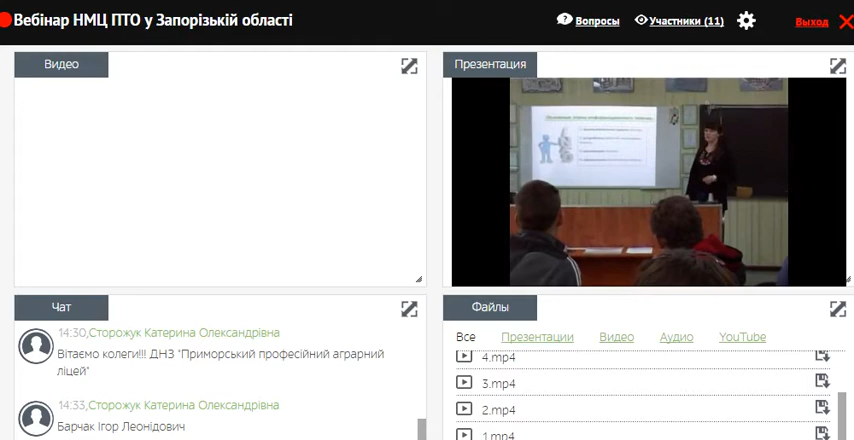 Вебінар НМЦ ПТО у Запорізькій області
Вопросы
Участники (11)
Выход
Видео
Презентация
Чат
14:30,Сторожук Катерина Олександрівна
Вітаємо колеги!!! ДНЗ "Приморський професійний аграрний
ліцей"
14:33,Сторожук Катерина Олександрівна
Барчак Ігор Леонідович
Файлы
Все Презентации Видео Аудио YouTube
4.mp4
3.mp4
2.mp4
1.mp4